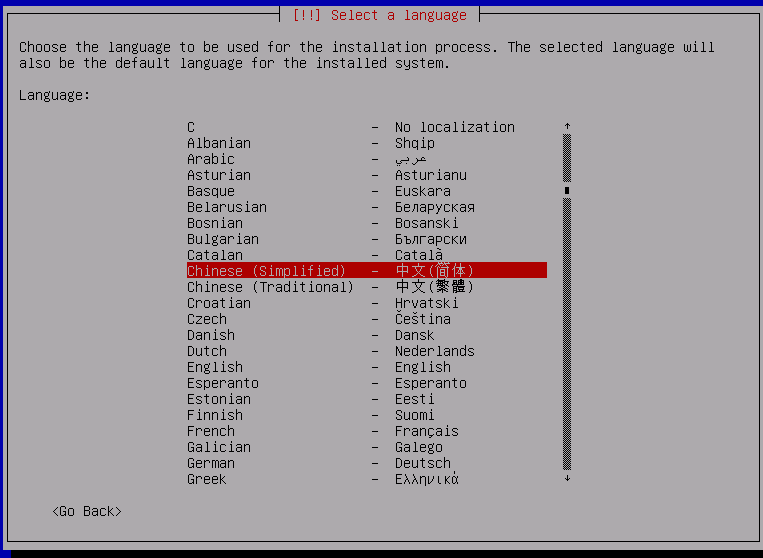 [!!] Select a language
Choose the language to be used for the installation process. The selected language will
also be the default language for the installed system.
Language:
C - No localization
Albanian - Shqip
Arabic - عربي
Asturian - Asturianu
Basque - Euskara
Belarusian - Беларуская
Bosnian - Bosanski
Bulgarian - Български
Catalan - Català
Chinese (Simplified) - 中文(简体)
Chinese (Traditional) - 中文(繁體)
Croatian - Hrvatski
Czech - Čeština
Danish - Dansk
Dutch - Nederlands
English - English
Esperanto - Esperanto
Estonian - Eesti
Finnish - Suomi
French - Français
Galician - Galego
German - Deutsch
Greek - Ελληνικά
<Go Back>